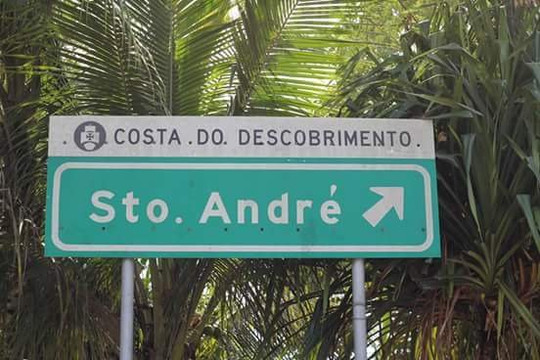 COSTA DO DESCOBRIMENTO
Sto. André